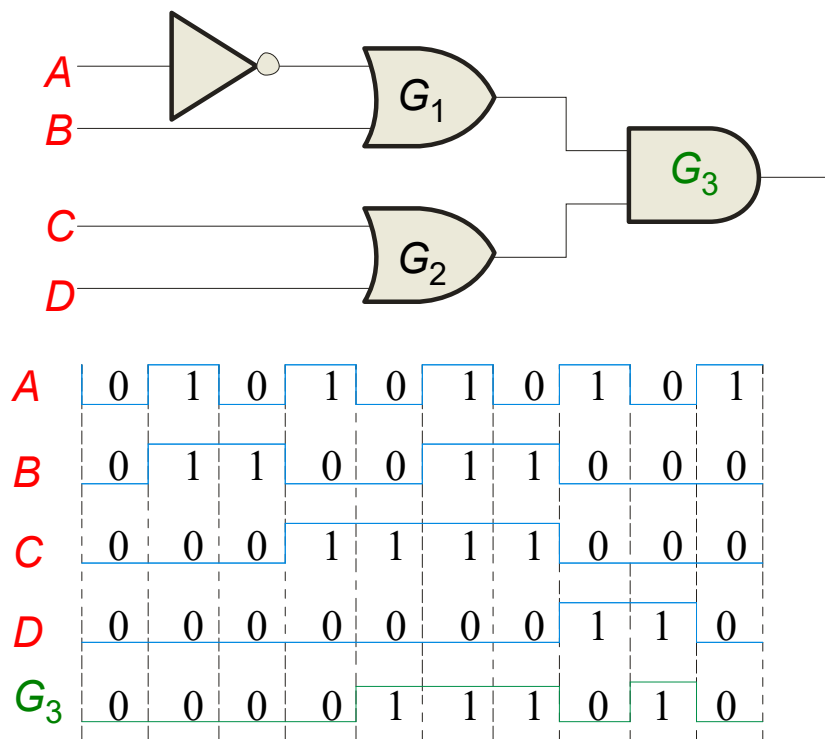 A
B
C
D
G1
G2
G3
A 0 1 0 1 0 1 0 1 0 1
B 0 1 1 0 0 1 1 0 0 0
C 0 0 0 1 1 1 1 0 0 0
D 0 0 0 0 0 0 0 1 1 0
G3 0 0 0 0 1 1 1 0 1 0